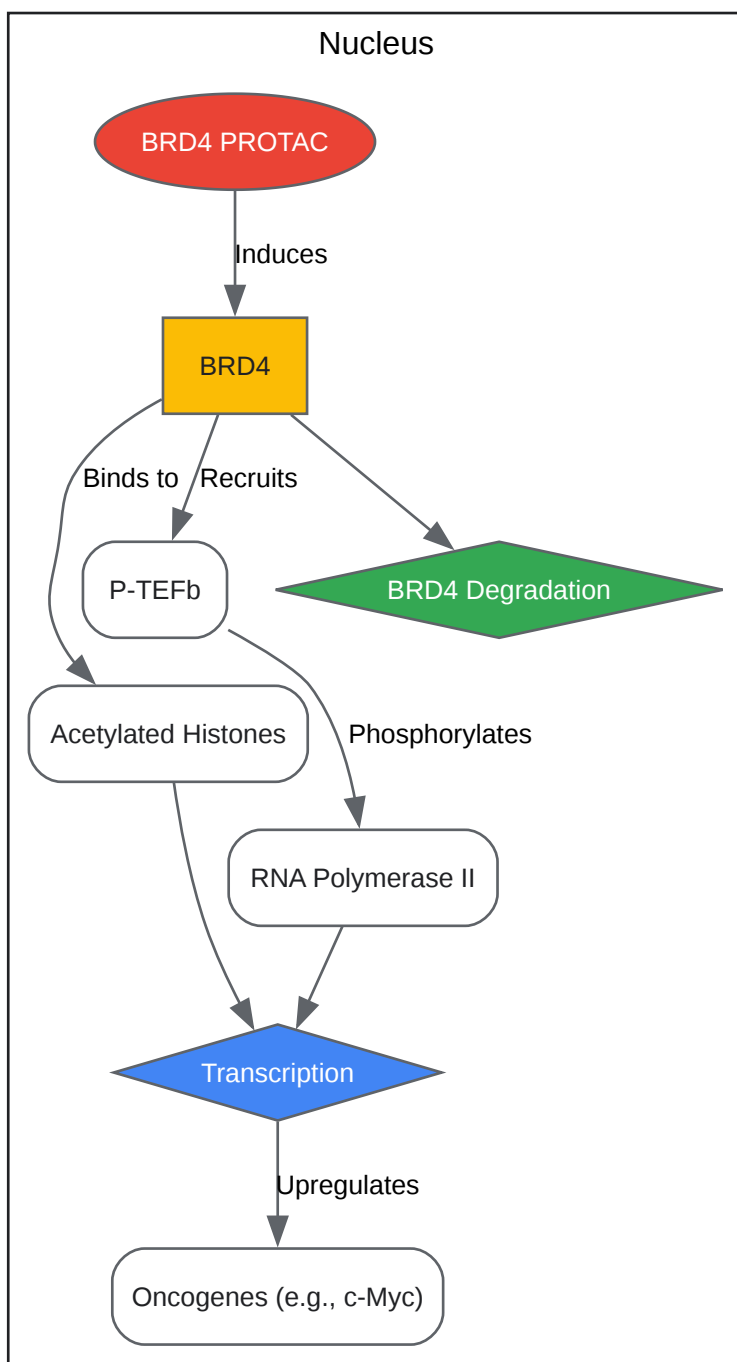 Nucleus
BRD4 PROTAC
Induces
BRD4
Binds to
Recruits
P-TEFb
BRD4 Degradation
Acetylated Histones
Phosphorylates
RNA Polymerase II
Transcription
Upregulates
Oncogenes (e.g., c-Myc)